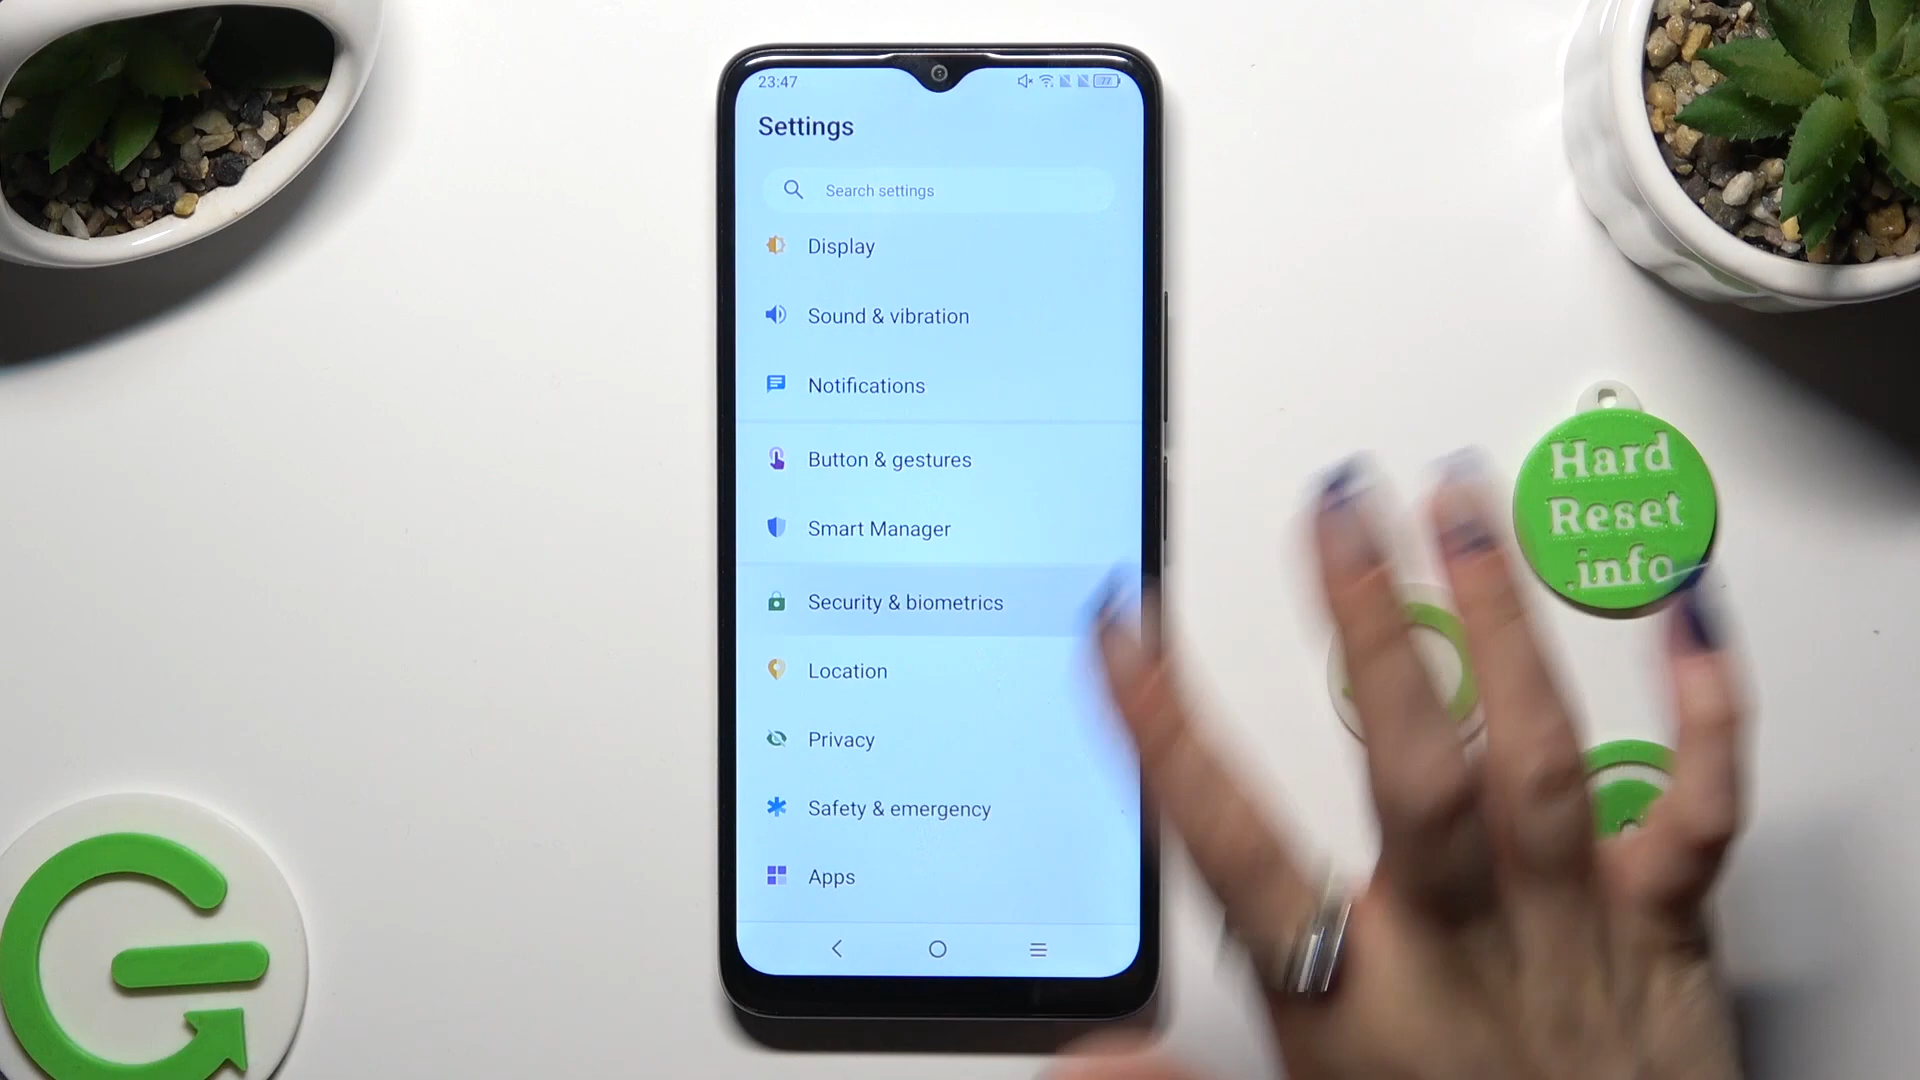 23:47
77
Settings
Search settings
Display
Sound & vibration
Notifications
Button & gestures
Smart Manager
Security & biometrics
Location
Privacy
Safety & emergency
Apps
Hard
Reset
.info